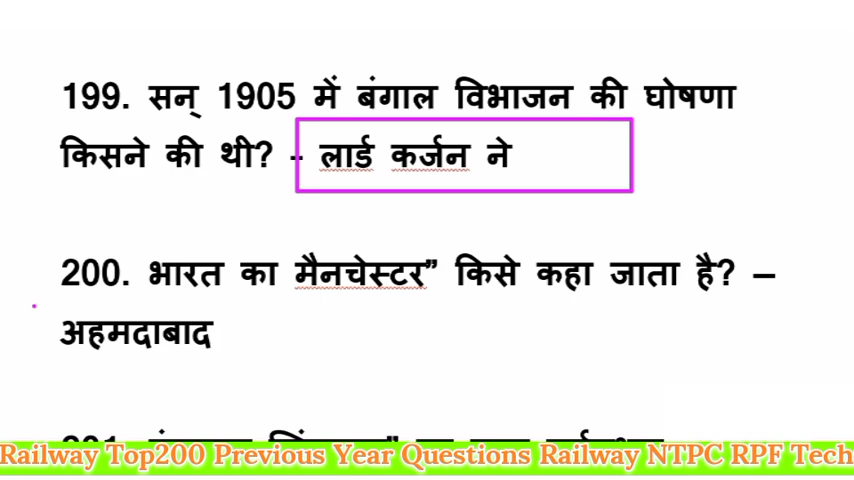 199. सन् 1905 में बंगाल विभाजन की घोषणा
किसने की थी? - लार्ड कर्जन ने
200. भारत का मैनचेस्टर” किसे कहा जाता है? –
अहमदाबाद
Railway Top200 Previous Year Questions Railway NTPC RPF Tech